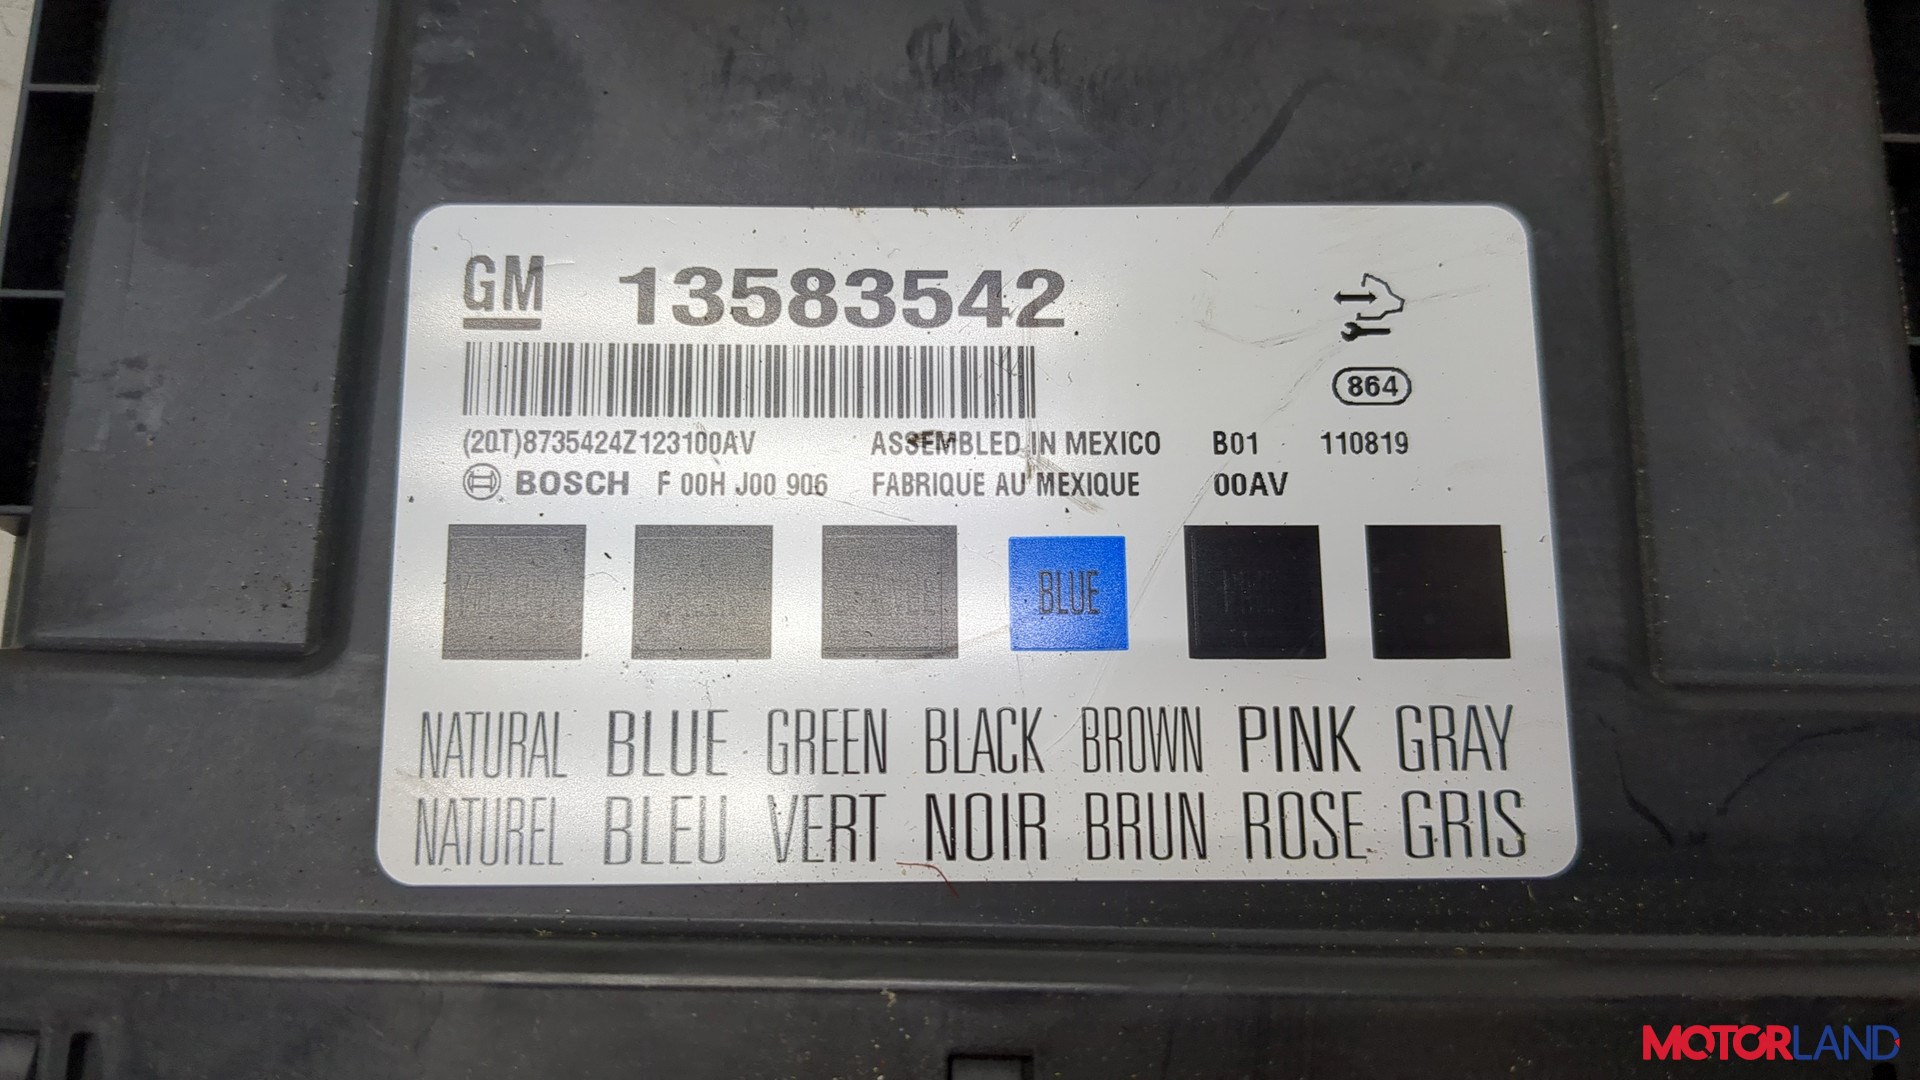 GM 13583542
864
(20T)8735424Z123100AV ASSEMBLED IN MEXICO B01 110819
BOSCH F 00H J00 906 FABRIQUE AU MEXIQUE 00AV
BLUE
NATURAL BLUE GREEN BLACK BROWN PINK GRAY
NATUREL BLEU VERT NOIR BRUN ROSE GRIS
MOTORLAND